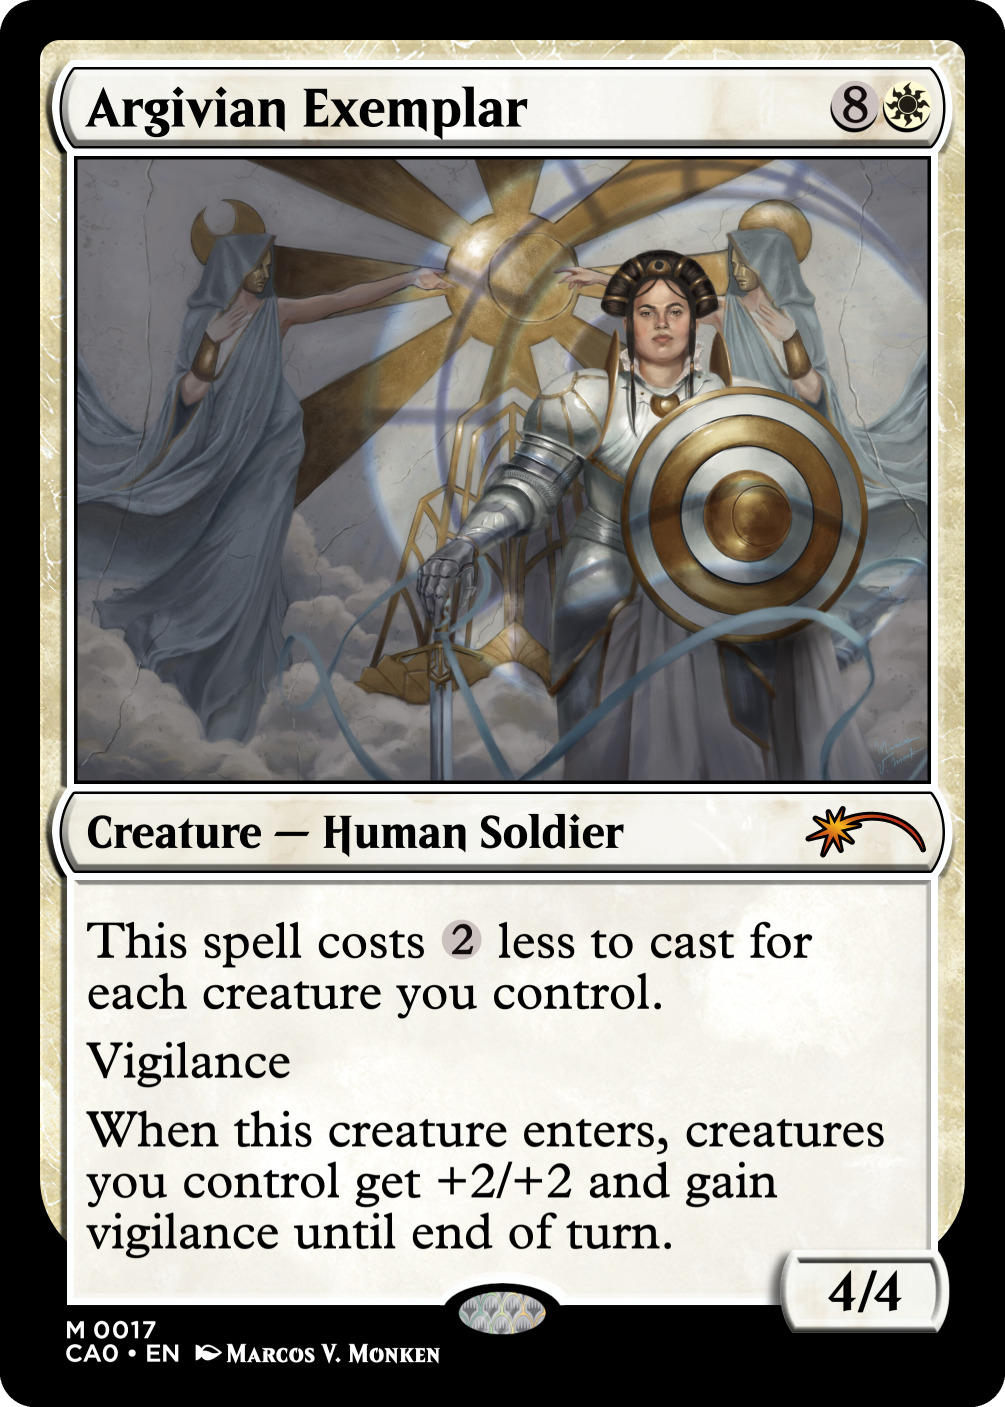 Argivian Exemplar 8
Creature — Human Soldier
This spell costs 2 less to cast for
each creature you control.
Vigilance
When this creature enters, creatures
you control get +2/+2 and gain
vigilance until end of turn.
4/4
M 0017
CAO • EN Marcos V. Monken